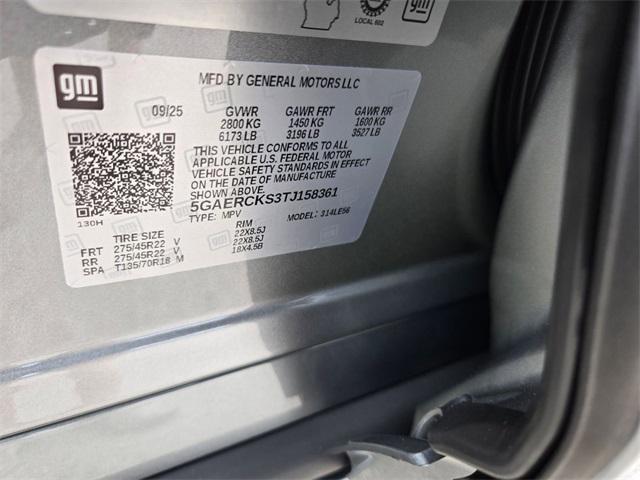 LOCAL 602
gm
gm
MFD BY GENERAL MOTORS LLC
09/25 GVWR GAWR FRT GAWR RR
2800 KG 1450 KG 1600 KG
6173 LB 3196 LB 3527 LB
THIS VEHICLE CONFORMS TO ALL
APPLICABLE U.S. FEDERAL MOTOR
VEHICLE SAFETY STANDARDS IN EFFECT
ON THE DATE OF MANUFACTURE
SHOWN ABOVE.
5GAERCKS3TJ158361
130H TYPE: MPV MODEL: 314LE56
TIRE SIZE RIM
FRT 275/45R22 V 22X8.5J
RR 275/45R22 V 22X8.5J
SPA T135/70R18 M 18X4.5B